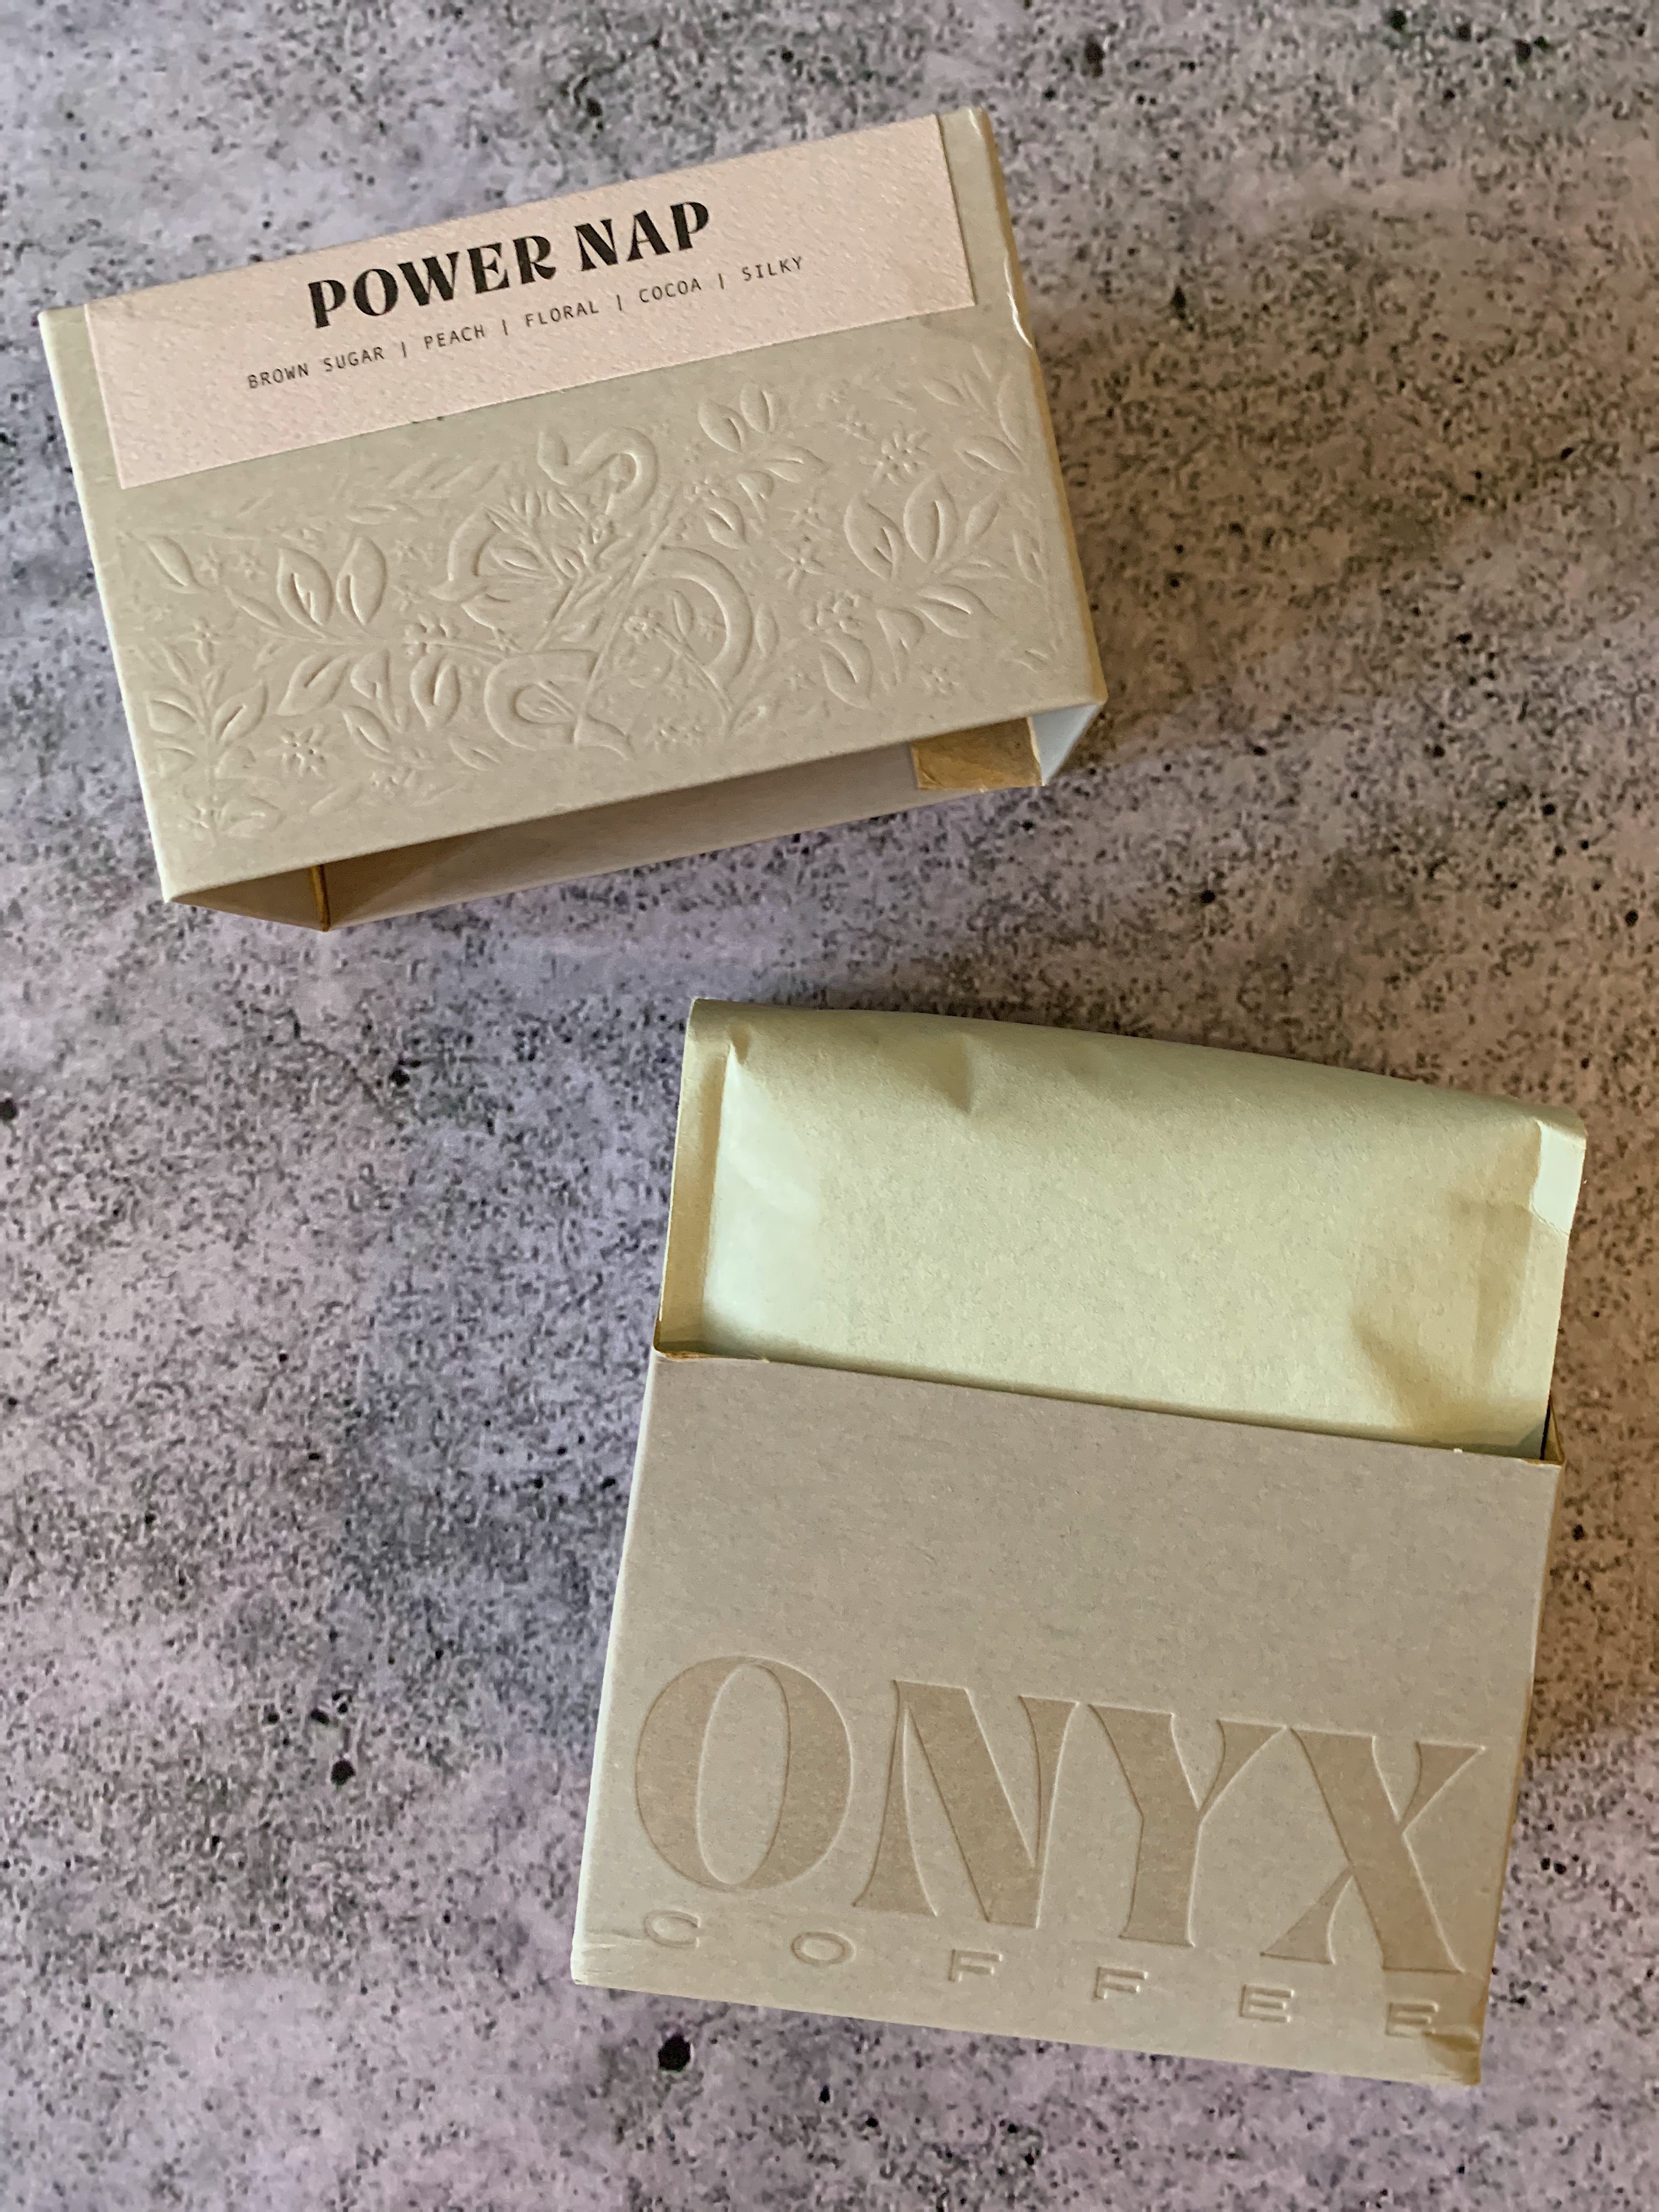 POWER NAP
BROWN SUGAR | PEACH | FLORAL | COCOA | SILKY
ONYX
COFFEE